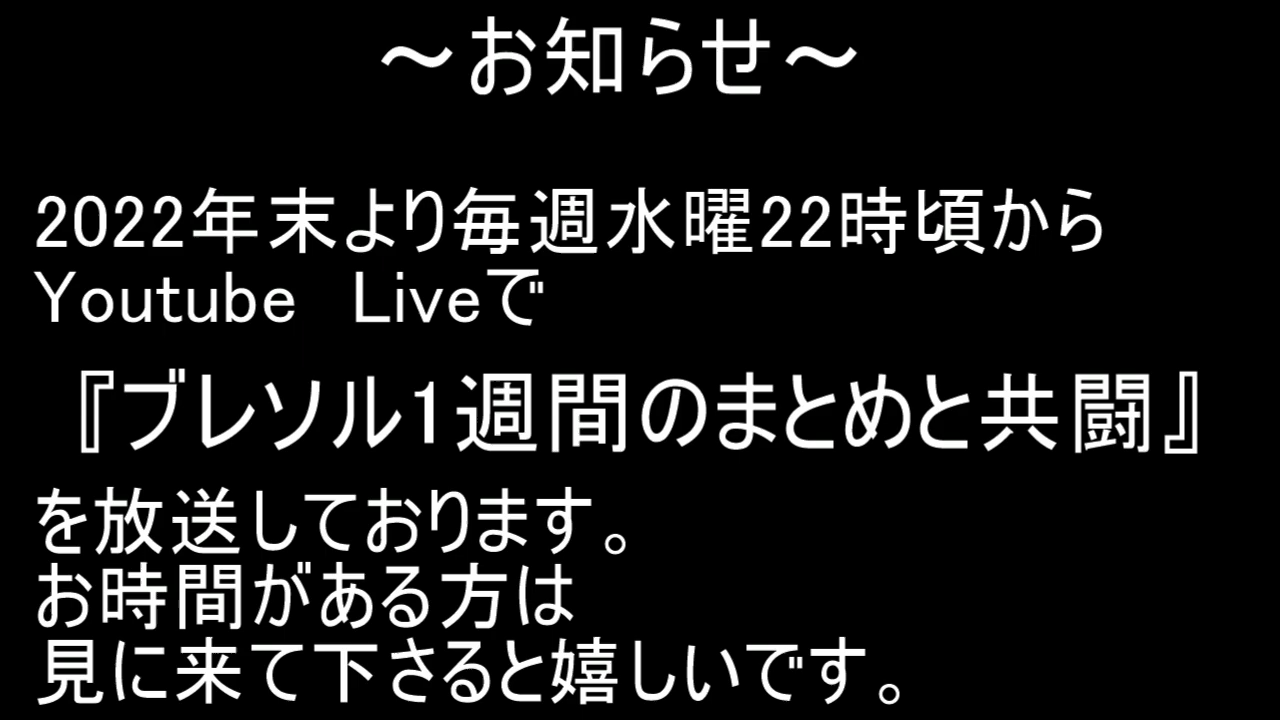 ～お知らせ～
2022年末より毎週水曜22時頃から
Youtube　Liveで
『ブレソル1週間のまとめと共闘』
を放送しております。
お時間がある方は
見に来て下さると嬉しいです。